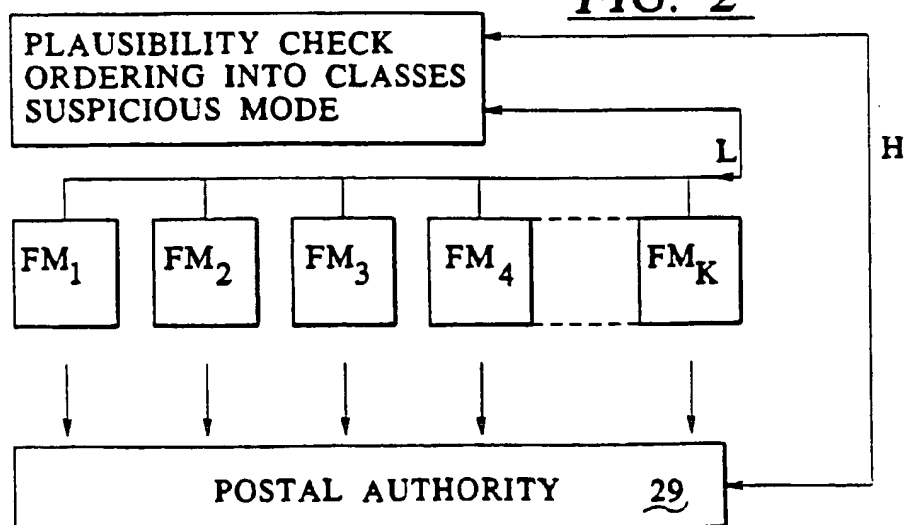 FIG. 2
PLAUSIBILITY CHECK
ORDERING INTO CLASSES
SUSPICIOUS MODE
L
H
FM1
FM2
FM3
FM4
FMK
POSTAL AUTHORITY 29